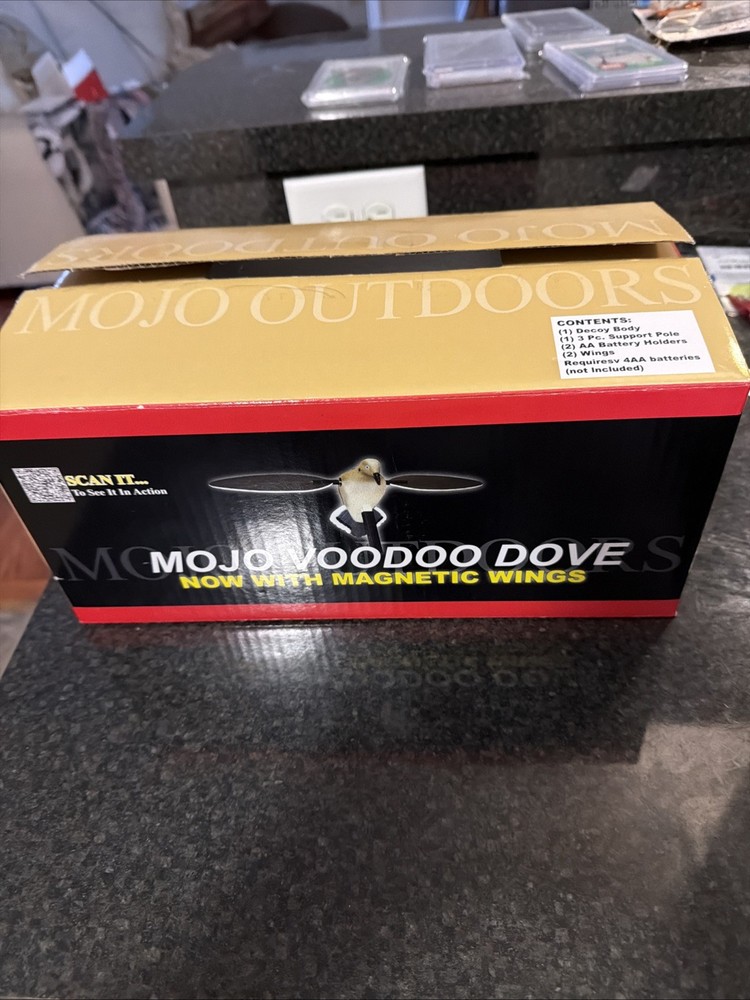 MOJO OUTDOORS
MOJO OUTDOORS
CONTENTS:
(1) Decoy Body
(1) 3 Pc. Support Pole
(2) AA Battery Holders
(2) Wings
Requiresv 4AA batteries
(not Included)
SCAN IT...
To See It In Action
MOJO OUTDOORS
MOJO VOODOO DOVE
NOW WITH MAGNETIC WINGS